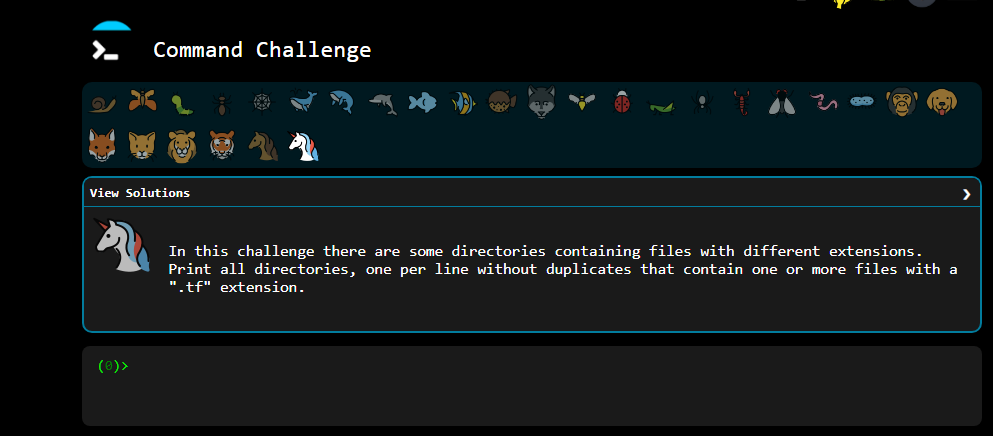 Command Challenge
View Solutions
In this challenge there are some directories containing files with different extensions.
Print all directories, one per line without duplicates that contain one or more files with a
".tf" extension.
(0)>